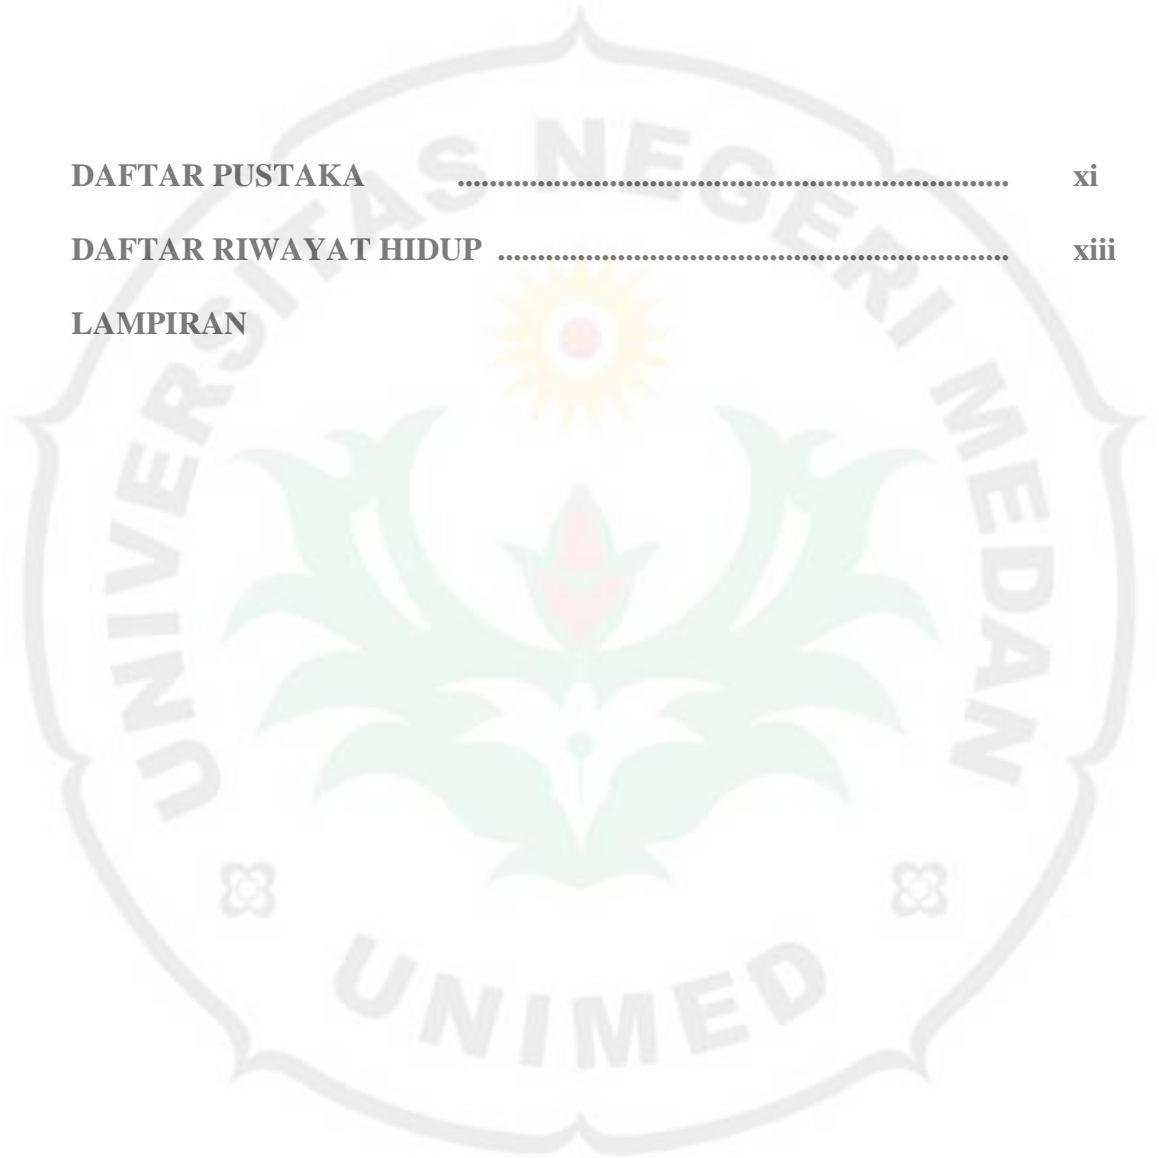 DAFTAR PUSTAKA ..................................................................... xi
DAFTAR RIWAYAT HIDUP ................................................................ xiii
LAMPIRAN
UNIVERSITAS NEGERI MEDAN
UNIMED